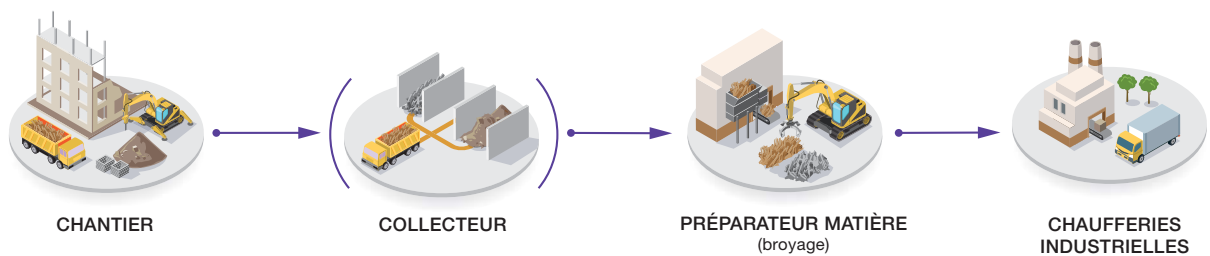 CHANTIER
COLLECTEUR
PRÉPARATEUR MATIÈRE
(broyage)
CHAUFFERIES
INDUSTRIELLES